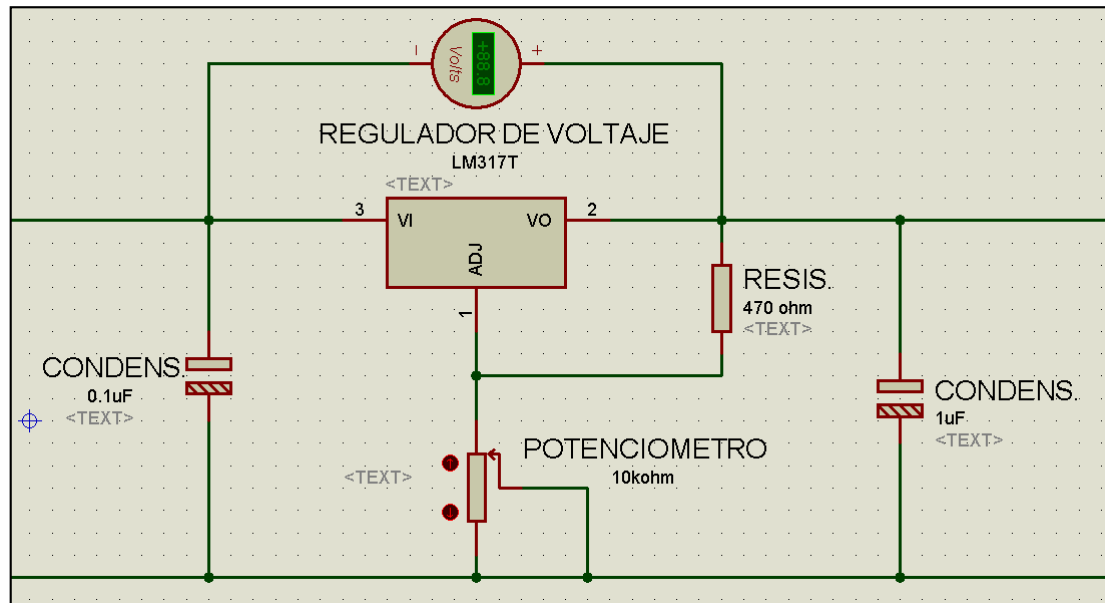 - +
+88.8
Volts
REGULADOR DE VOLTAJE
LM317T
<TEXT>
3 VI VO 2
ADJ
1
RESIS.
470 ohm
<TEXT>
CONDENS.
0.1uF
<TEXT>
CONDENS.
1uF
<TEXT>
POTENCIOMETRO
10kohm
<TEXT>